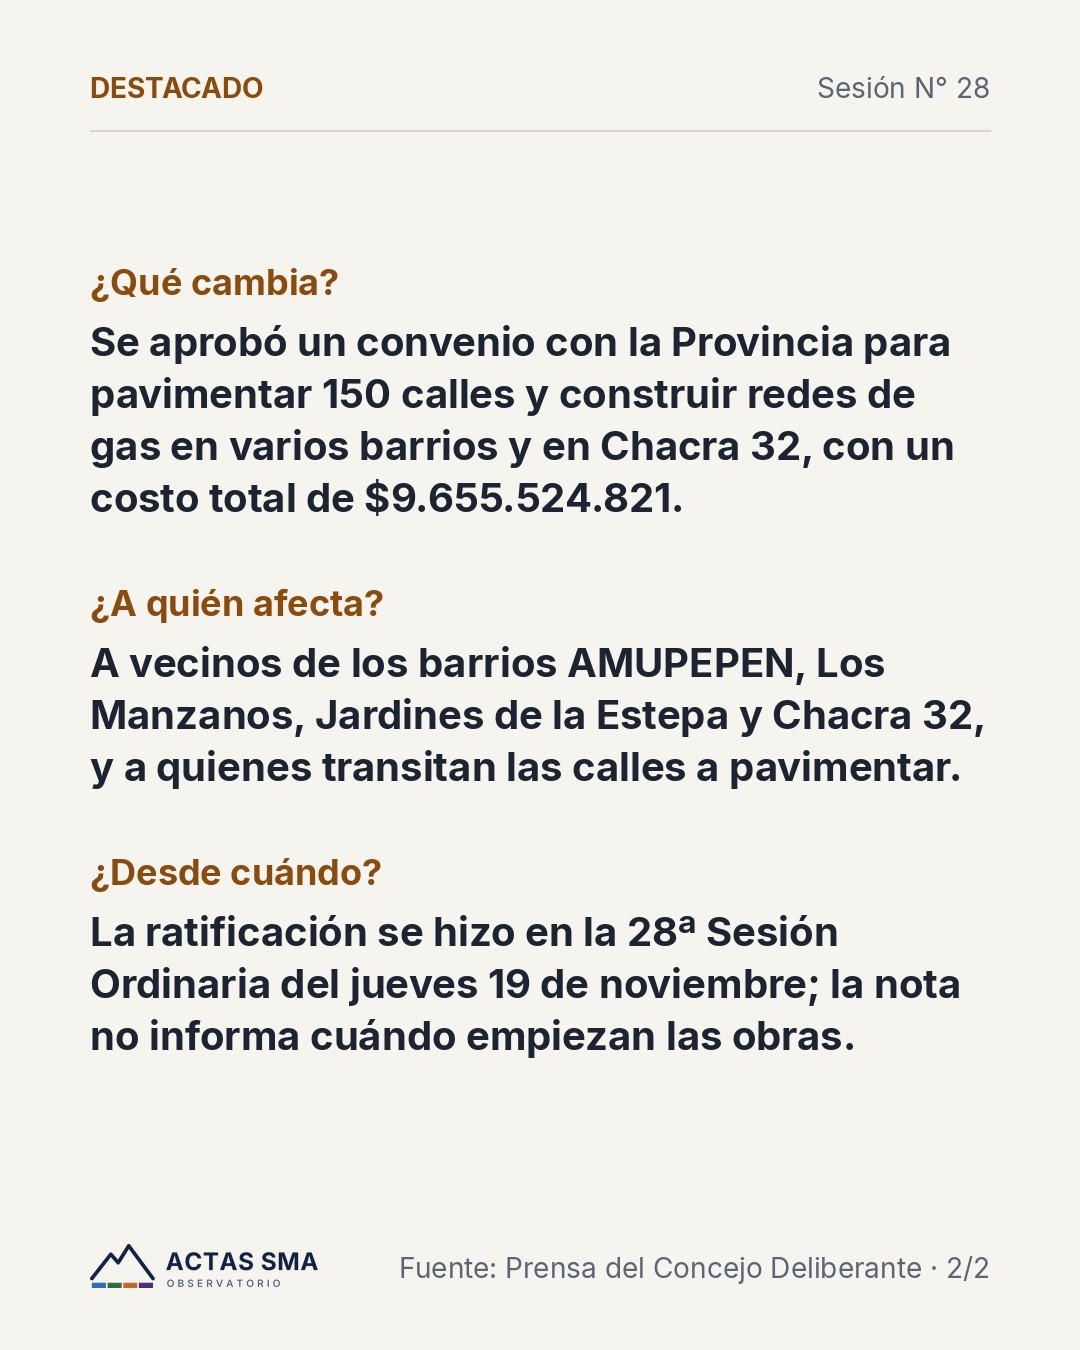 DESTACADO
Sesión N° 28
¿Qué cambia?
Se aprobó un convenio con la Provincia para
pavimentar 150 calles y construir redes de
gas en varios barrios y en Chacra 32, con un
costo total de $9.655.524.821.
¿A quién afecta?
A vecinos de los barrios AMUPEPEN, Los
Manzanos, Jardines de la Estepa y Chacra 32,
y a quienes transitan las calles a pavimentar.
¿Desde cuándo?
La ratificación se hizo en la 28ª Sesión
Ordinaria del jueves 19 de noviembre; la nota
no informa cuándo empiezan las obras.
ACTAS SMA
OBSERVATORIO
Fuente: Prensa del Concejo Deliberante · 2/2